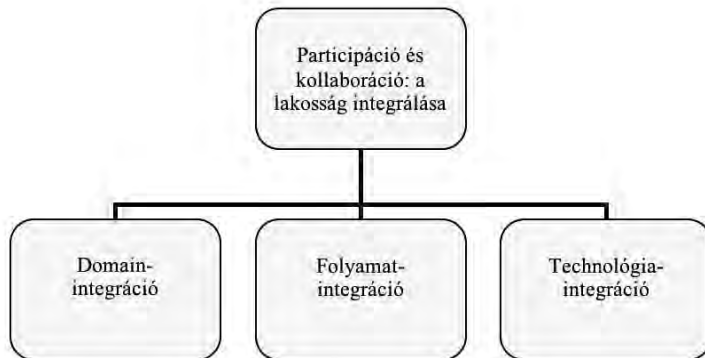 Participáció és
kollaboráció: a
lakosság integrálása
Domain-
integráció
Folyamat-
integráció
Technológia-
integráció